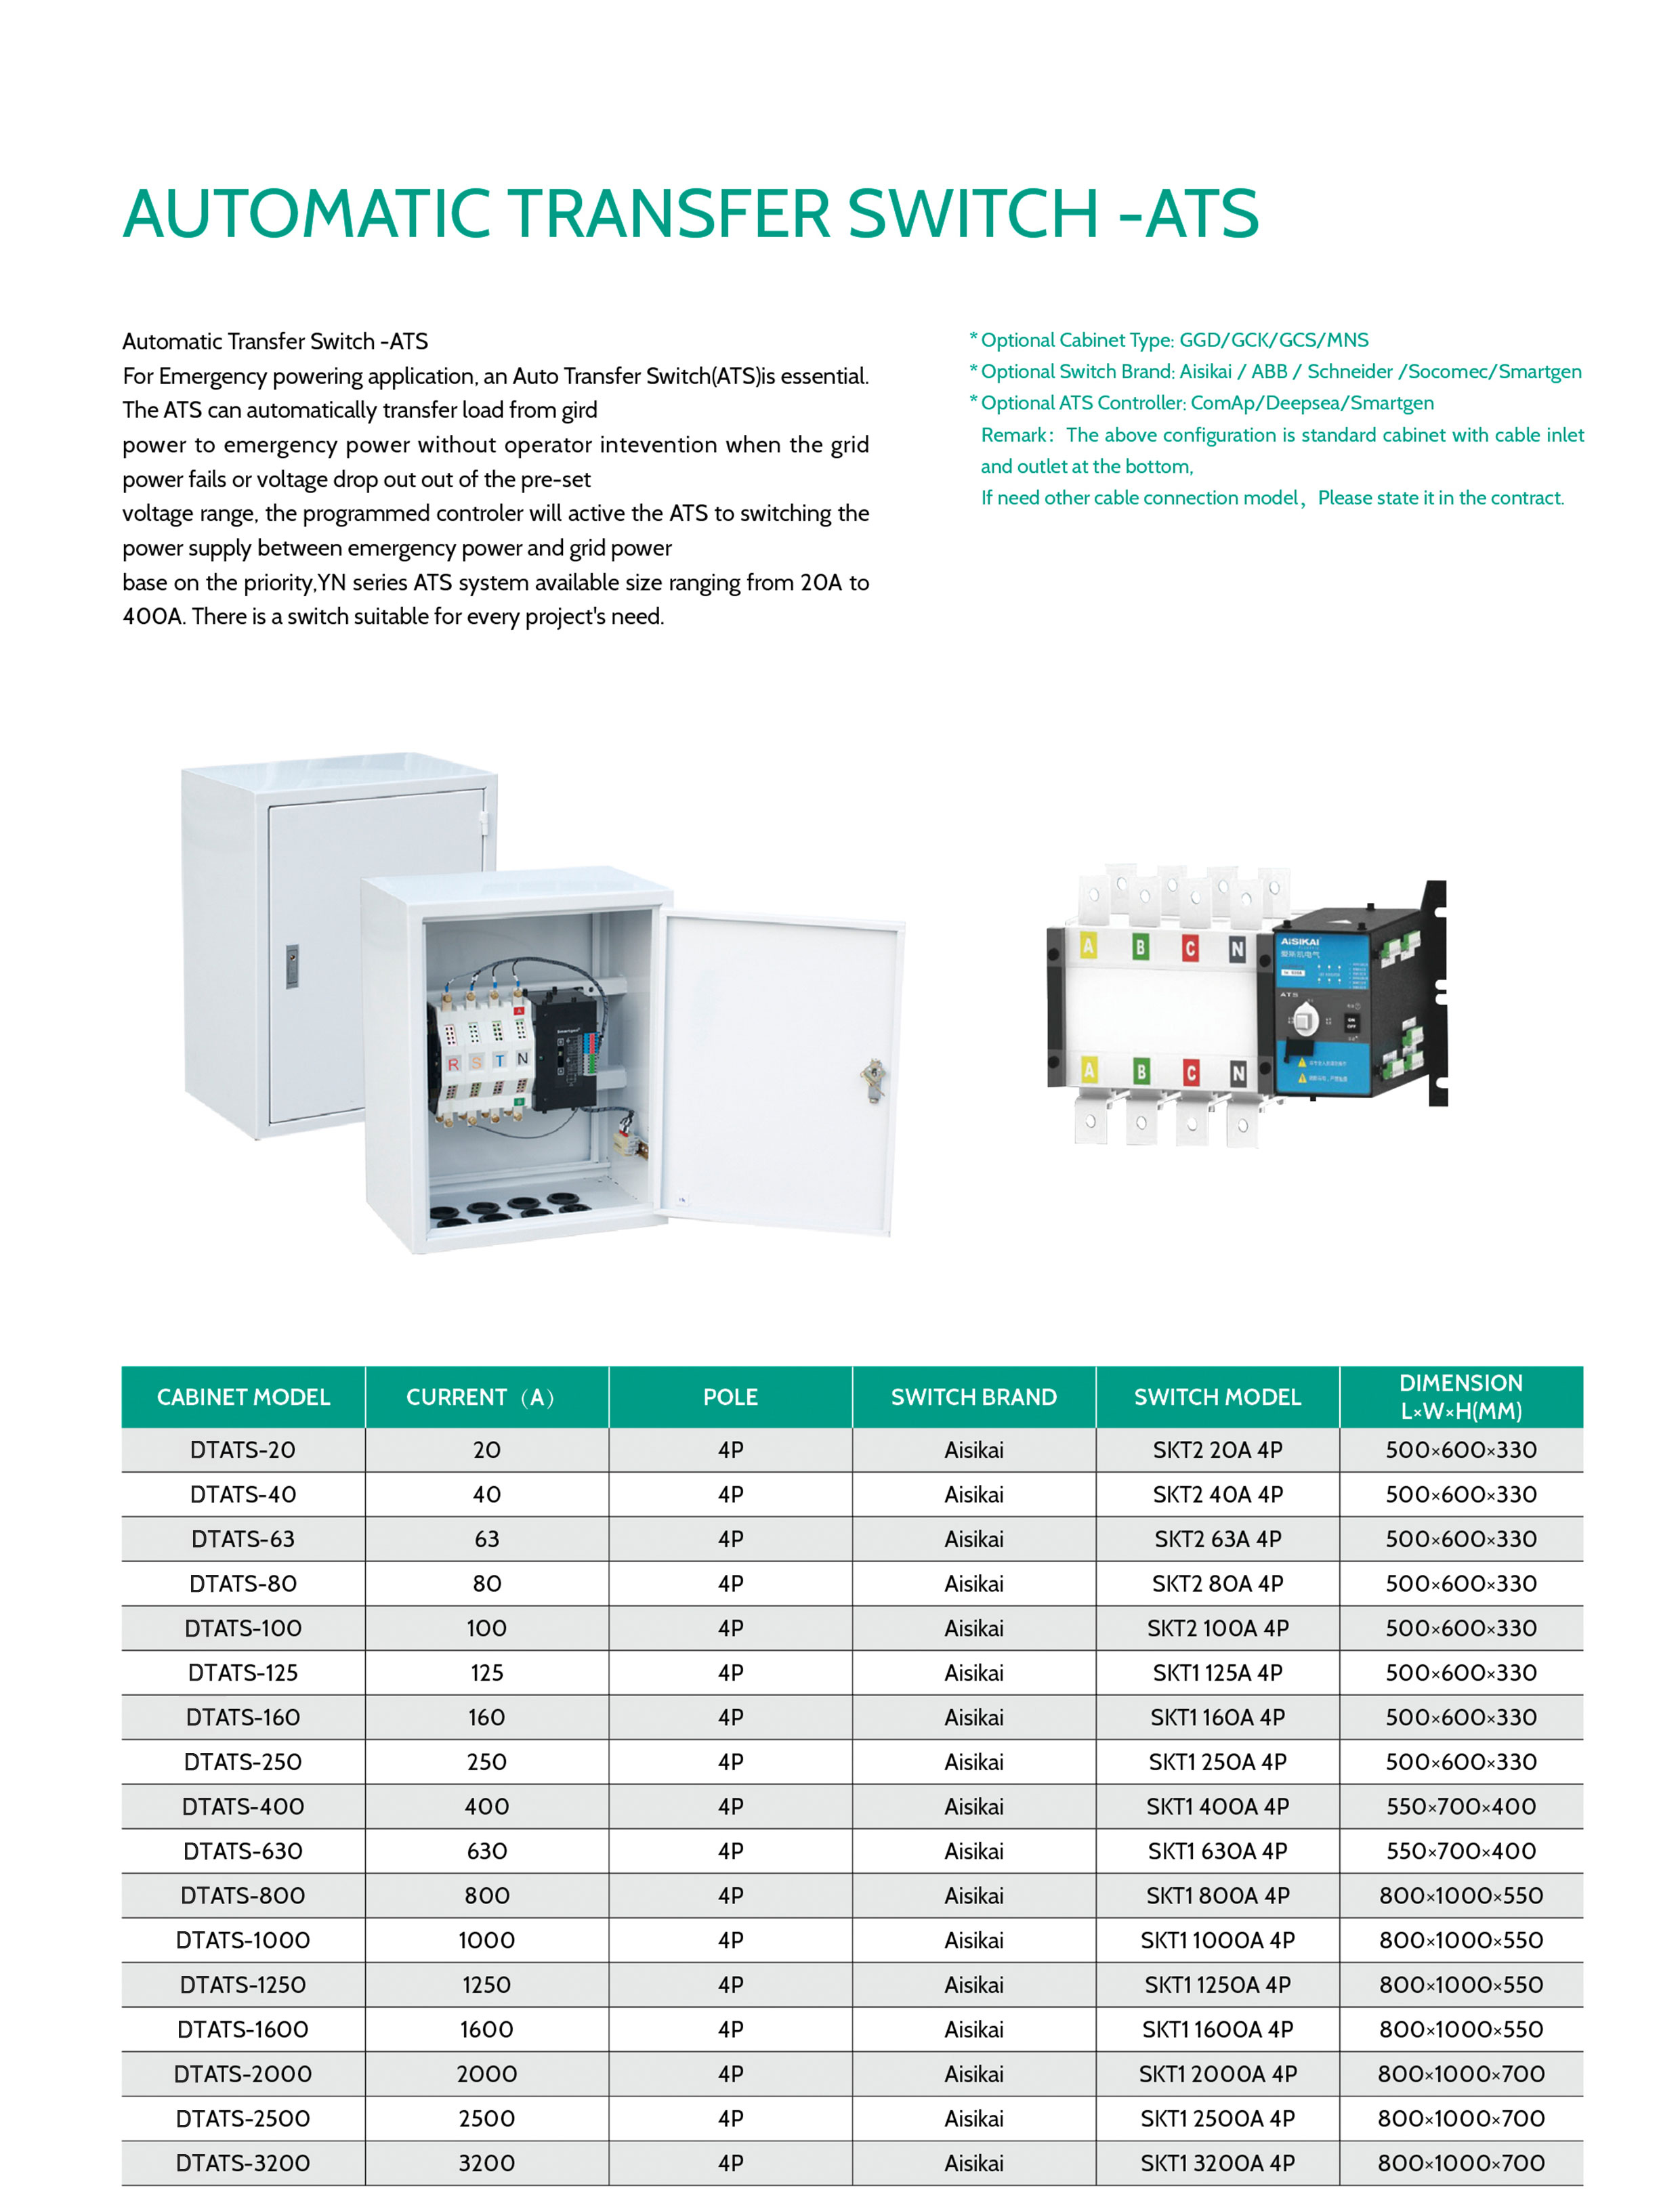 AUTOMATIC TRANSFER SWITCH -ATS
Automatic Transfer Switch -ATS
For Emergency powering application, an Auto Transfer Switch(ATS)is essential.
The ATS can automatically transfer load from gird
power to emergency power without operator intevention when the grid
power fails or voltage drop out out of the pre-set
voltage range, the programmed controler will active the ATS to switching the
power supply between emergency power and grid power
base on the priority,YN series ATS system available size ranging from 20A to
400A. There is a switch suitable for every project's need.
* Optional Cabinet Type: GGD/GCK/GCS/MNS
* Optional Switch Brand: Aisikai / ABB / Schneider /Socomec/Smartgen
* Optional ATS Controller: ComAp/Deepsea/Smartgen
Remark: The above configuration is standard cabinet with cable inlet
and outlet at the bottom,
If need other cable connection model, Please state it in the contract.
R S T N
A
B
Smartgen
A B C N
A B C N
AiSIKAI
爱斯凯电气
ATS
ON
OFF
CABINET MODEL CURRENT（A） POLE SWITCH BRAND SWITCH MODEL DIMENSION
L×W×H(MM)
DTATS-20 20 4P Aisikai SKT2 20A 4P 500×600×330
DTATS-40 40 4P Aisikai SKT2 40A 4P 500×600×330
DTATS-63 63 4P Aisikai SKT2 63A 4P 500×600×330
DTATS-80 80 4P Aisikai SKT2 80A 4P 500×600×330
DTATS-100 100 4P Aisikai SKT2 100A 4P 500×600×330
DTATS-125 125 4P Aisikai SKT1 125A 4P 500×600×330
DTATS-160 160 4P Aisikai SKT1 160A 4P 500×600×330
DTATS-250 250 4P Aisikai SKT1 250A 4P 500×600×330
DTATS-400 400 4P Aisikai SKT1 400A 4P 550×700×400
DTATS-630 630 4P Aisikai SKT1 630A 4P 550×700×400
DTATS-800 800 4P Aisikai SKT1 800A 4P 800×1000×550
DTATS-1000 1000 4P Aisikai SKT1 1000A 4P 800×1000×550
DTATS-1250 1250 4P Aisikai SKT1 1250A 4P 800×1000×550
DTATS-1600 1600 4P Aisikai SKT1 1600A 4P 800×1000×550
DTATS-2000 2000 4P Aisikai SKT1 2000A 4P 800×1000×700
DTATS-2500 2500 4P Aisikai SKT1 2500A 4P 800×1000×700
DTATS-3200 3200 4P Aisikai SKT1 3200A 4P 800×1000×700